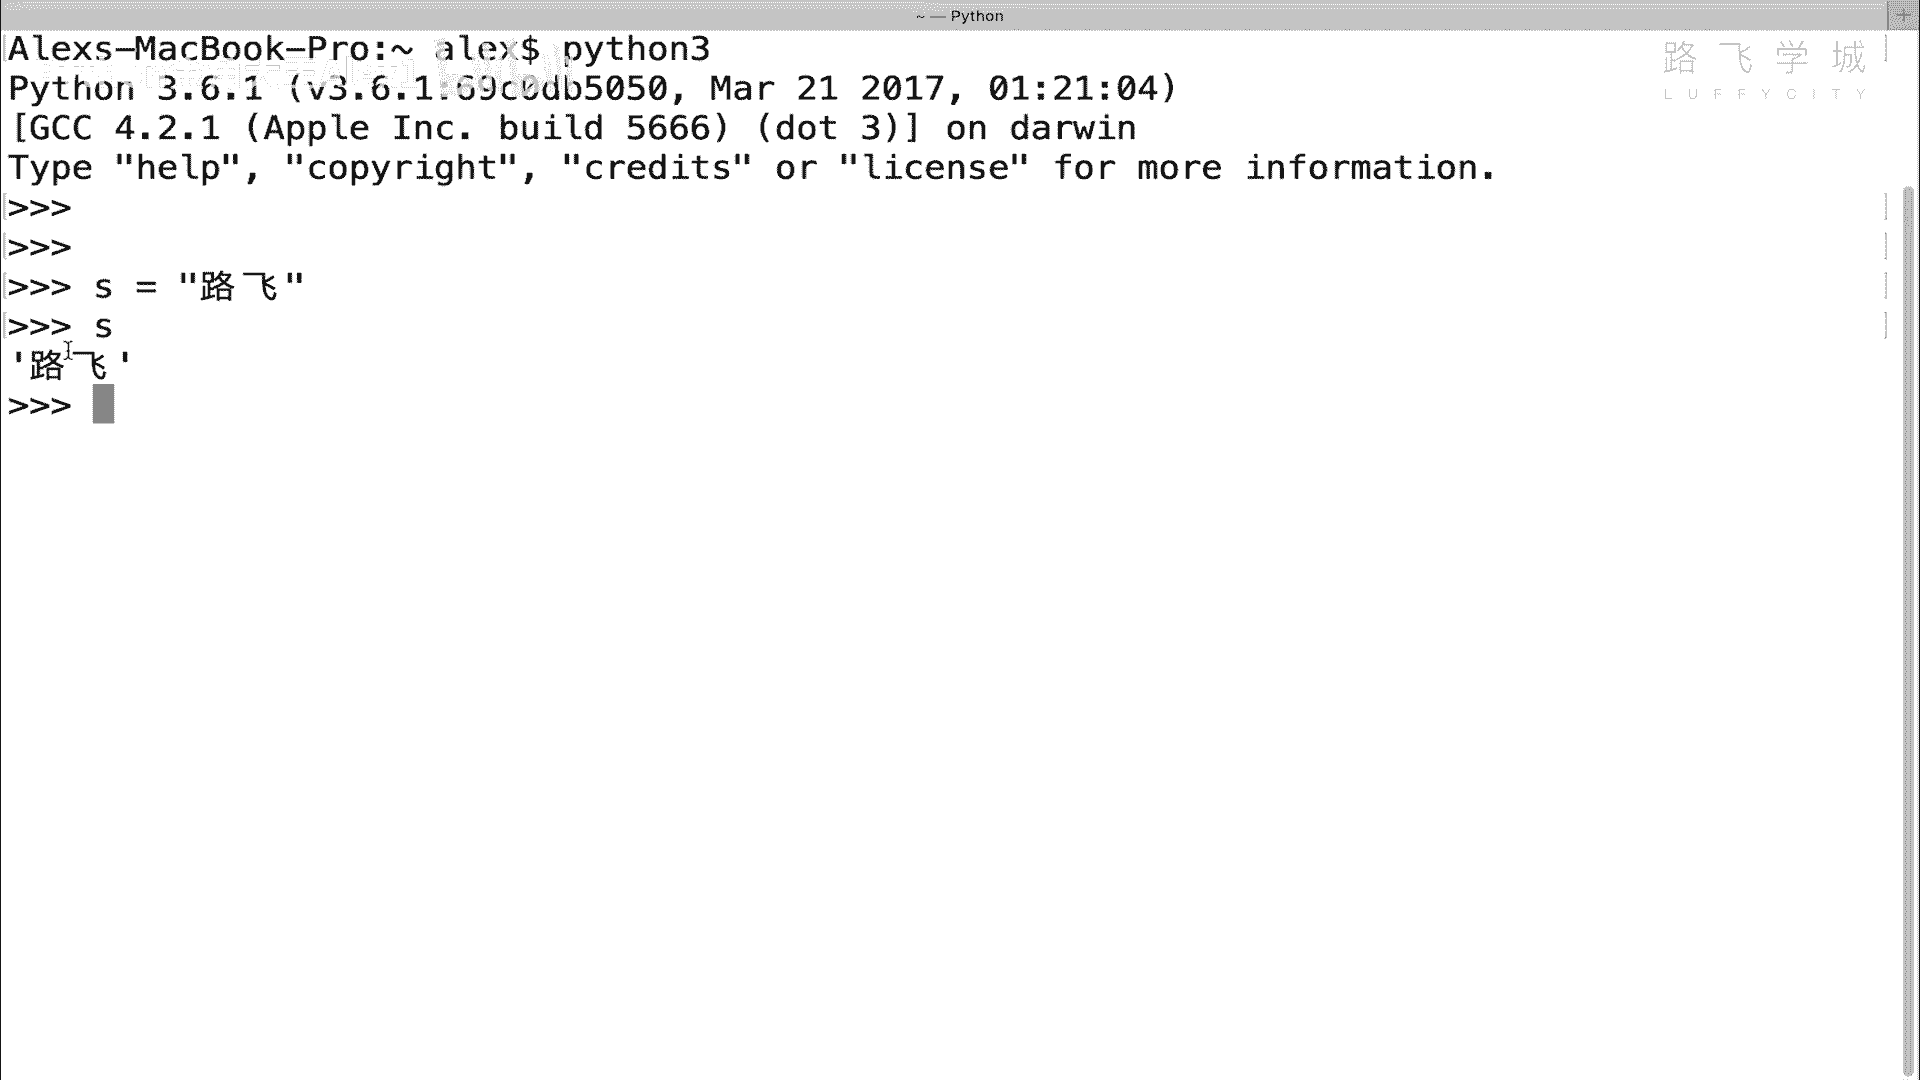 ~ — Python
Alexs-MacBook-Pro:~ alex$ python3
路飞学城
LUFFYCITY
Python 3.6.1 (v3.6.1:69c0db5050, Mar 21 2017, 01:21:04)
[GCC 4.2.1 (Apple Inc. build 5666) (dot 3)] on darwin
Type "help", "copyright", "credits" or "license" for more information.
>>>
>>>
>>> s = "路飞"
>>> s
'路飞'
>>>